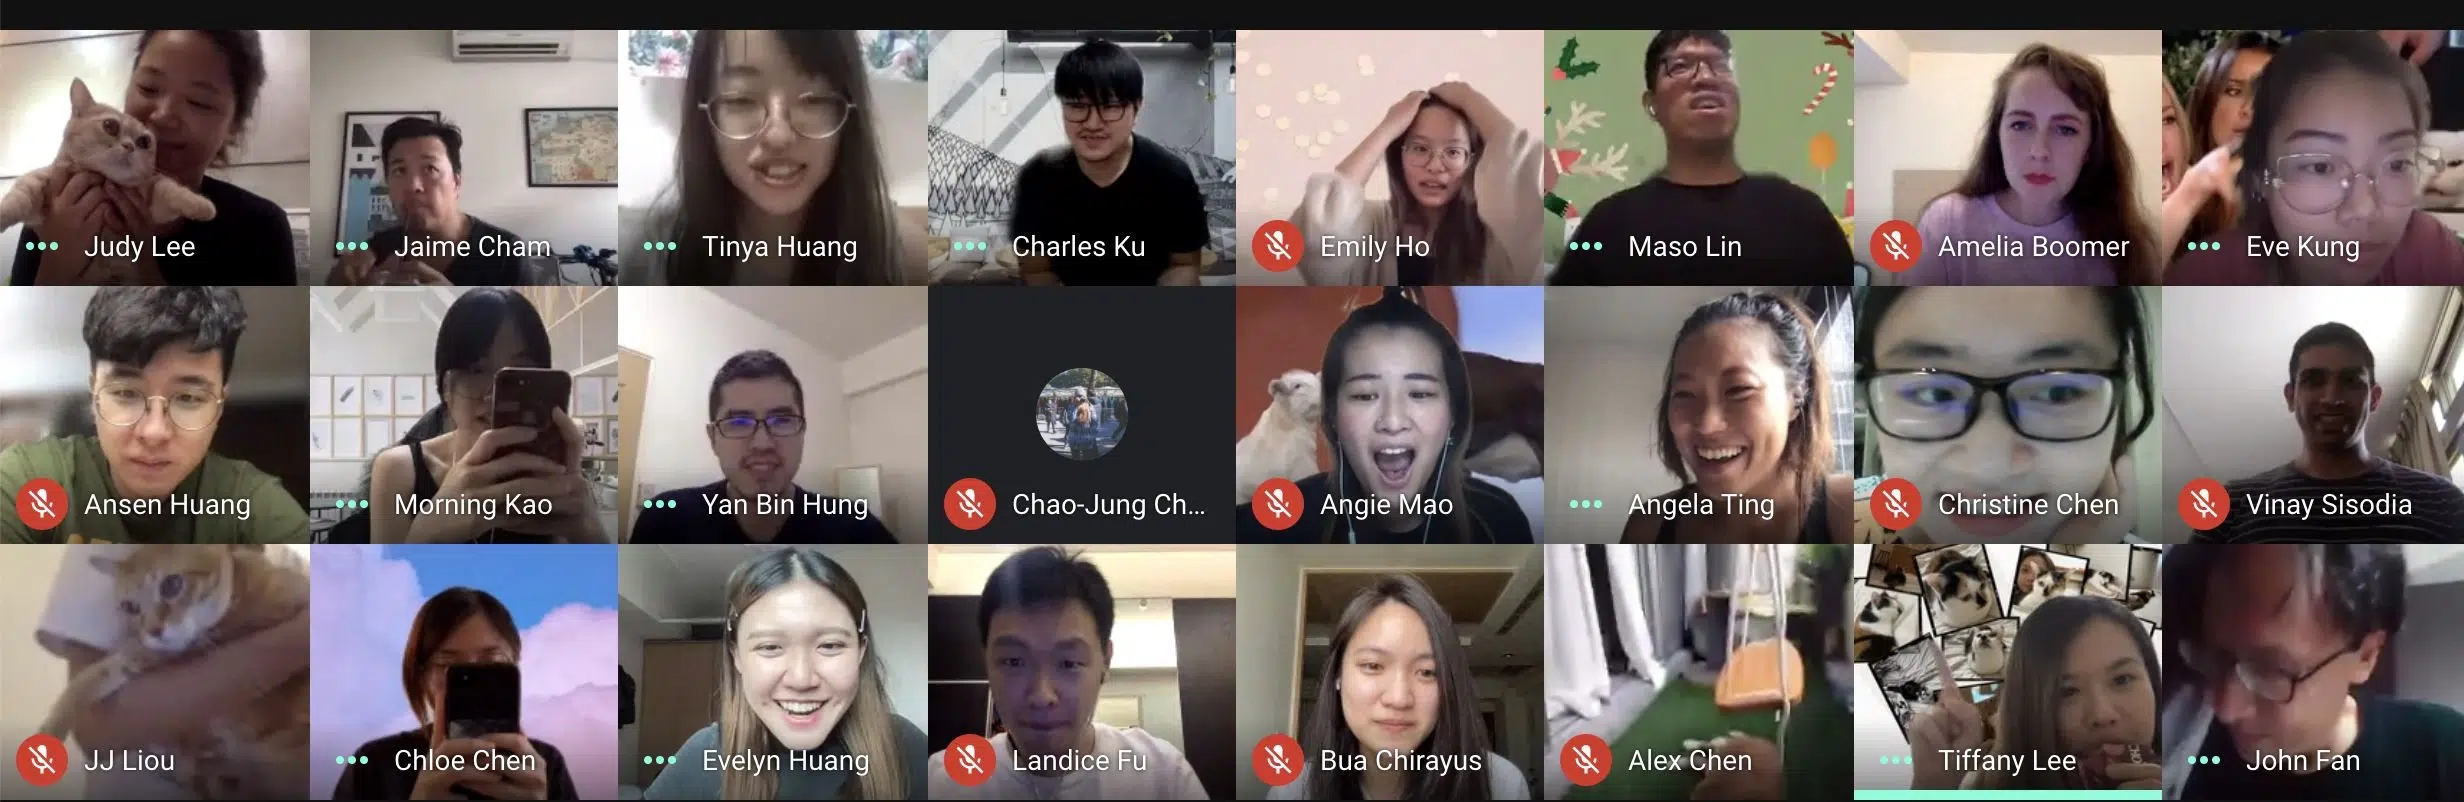 Judy Lee
Jaime Cham
Tinya Huang
Charles Ku
Emily Ho
Maso Lin
Amelia Boomer
Eve Kung
Ansen Huang
Morning Kao
Yan Bin Hung
Chao-Jung Ch...
Angie Mao
Angela Ting
Christine Chen
Vinay Sisodia
JJ Liou
Chloe Chen
Evelyn Huang
Landice Fu
Bua Chirayus
Alex Chen
Tiffany Lee
John Fan